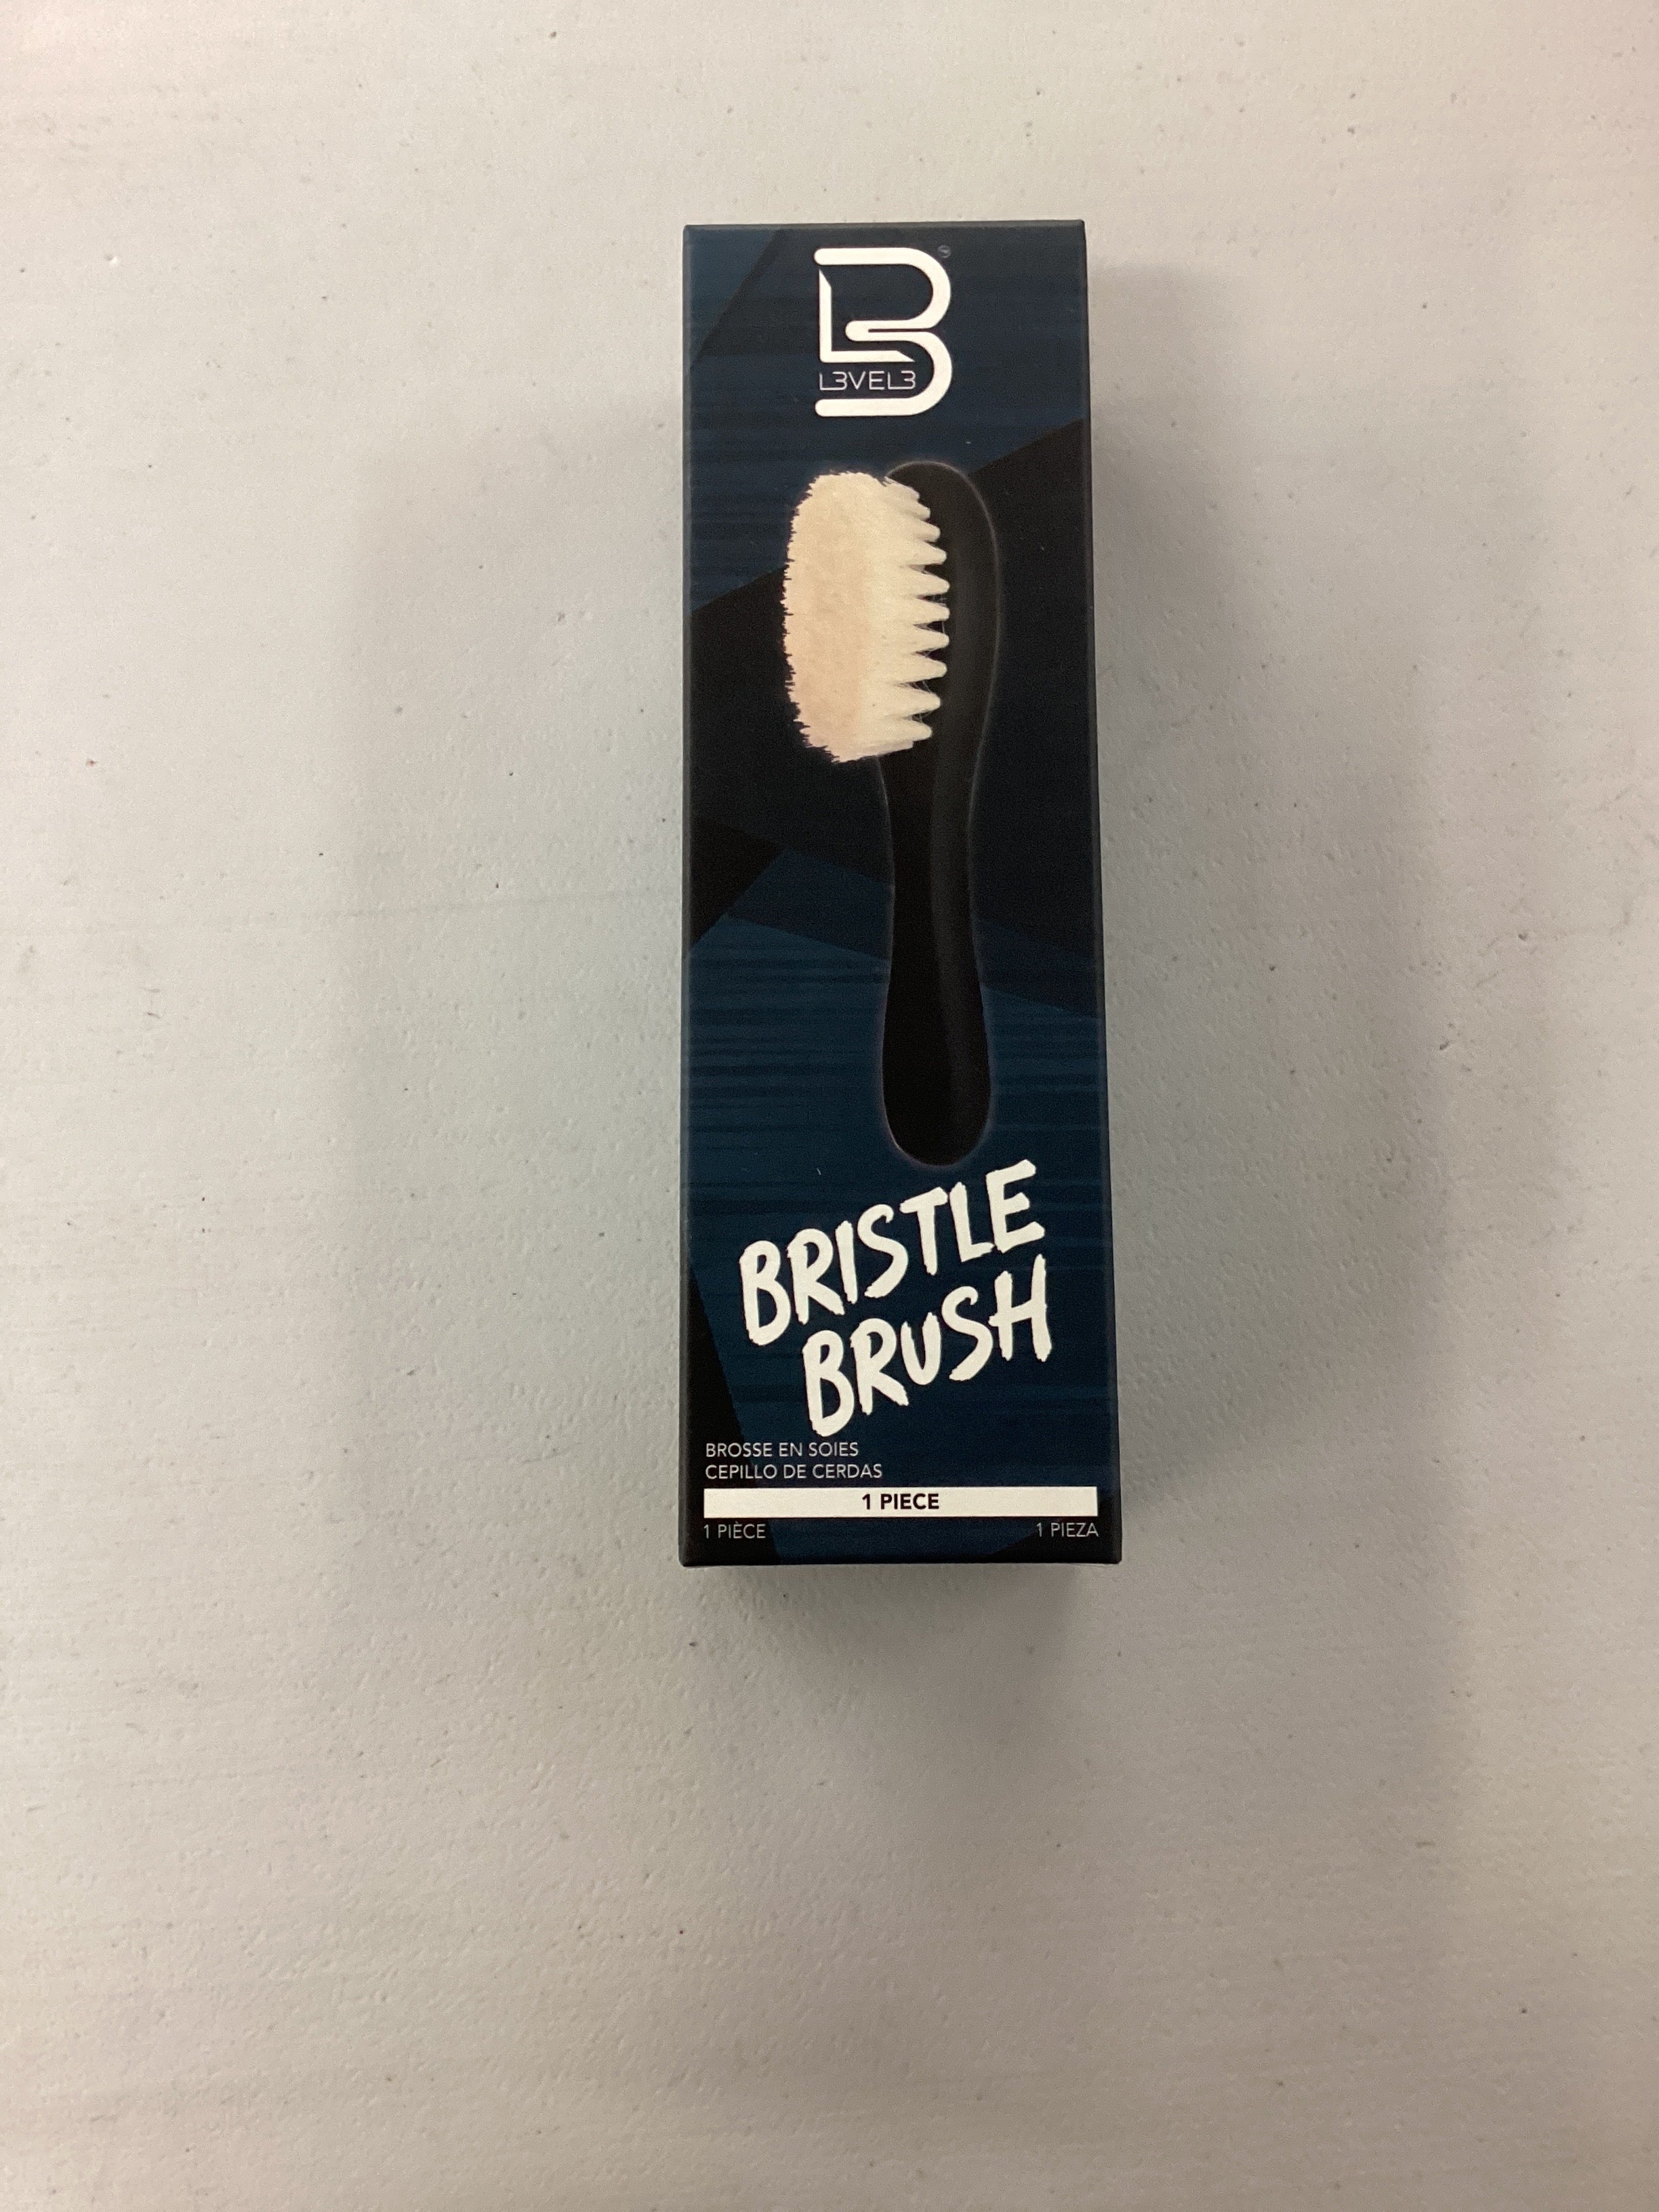 L3VEL3
BRISTLE
BRUSH
BROSSE EN SOIES
CEPILLO DE CERDAS
1 PIECE
1 PIÈCE
1 PIEZA